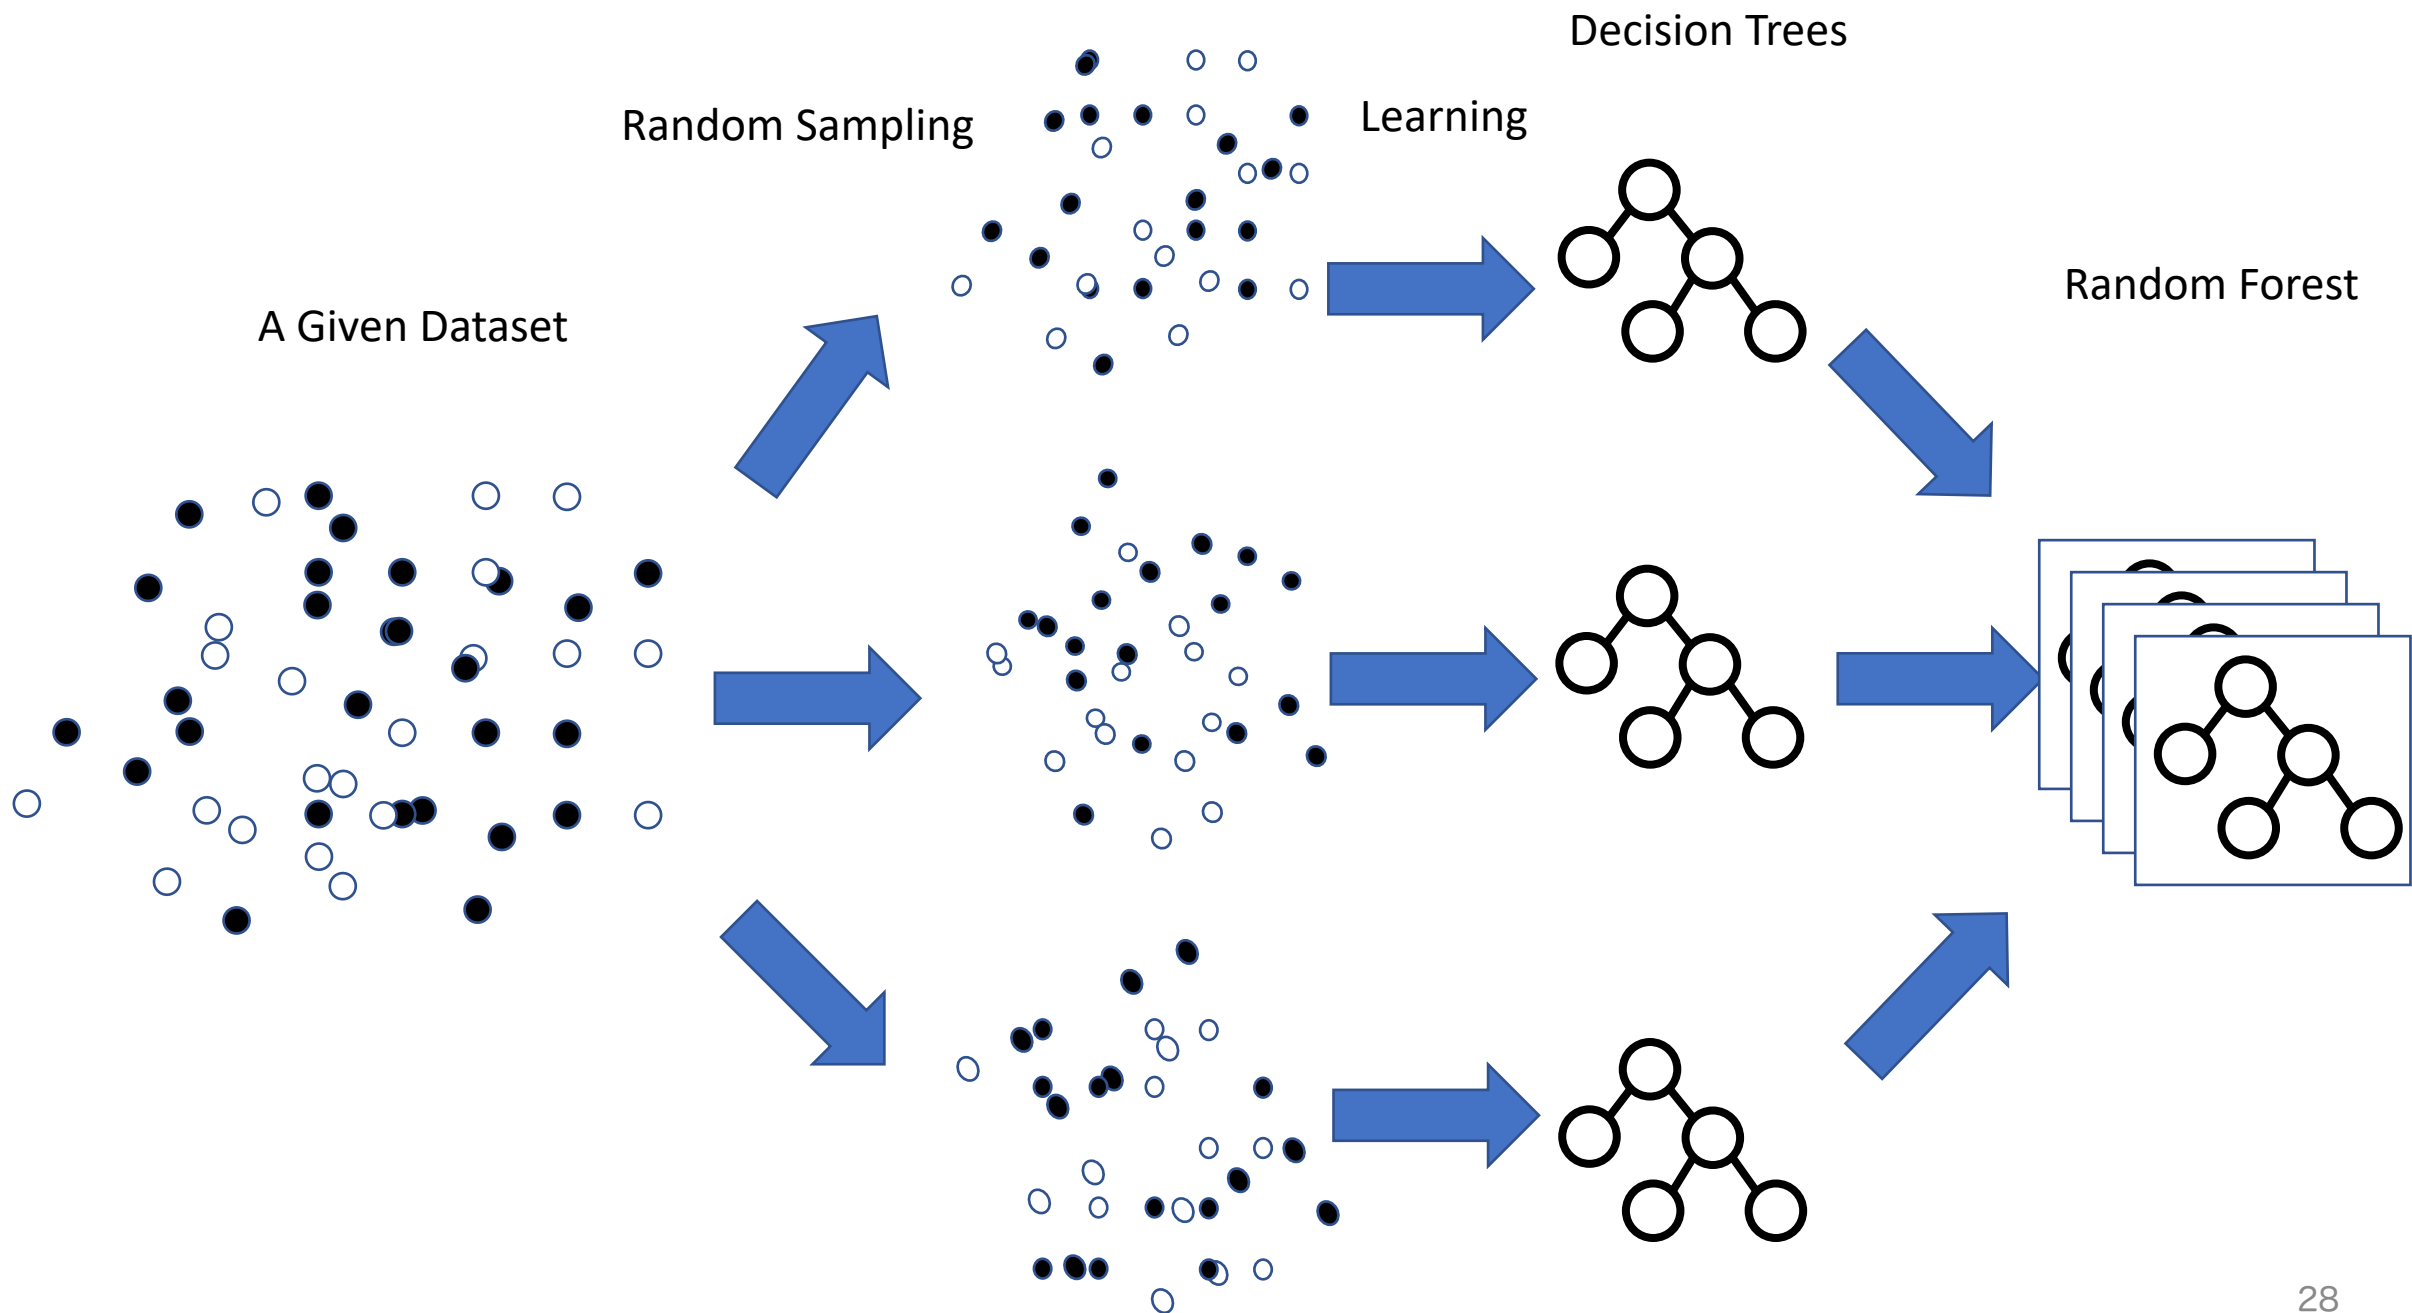 Decision Trees
Random Sampling
Learning
Random Forest
A Given Dataset
28